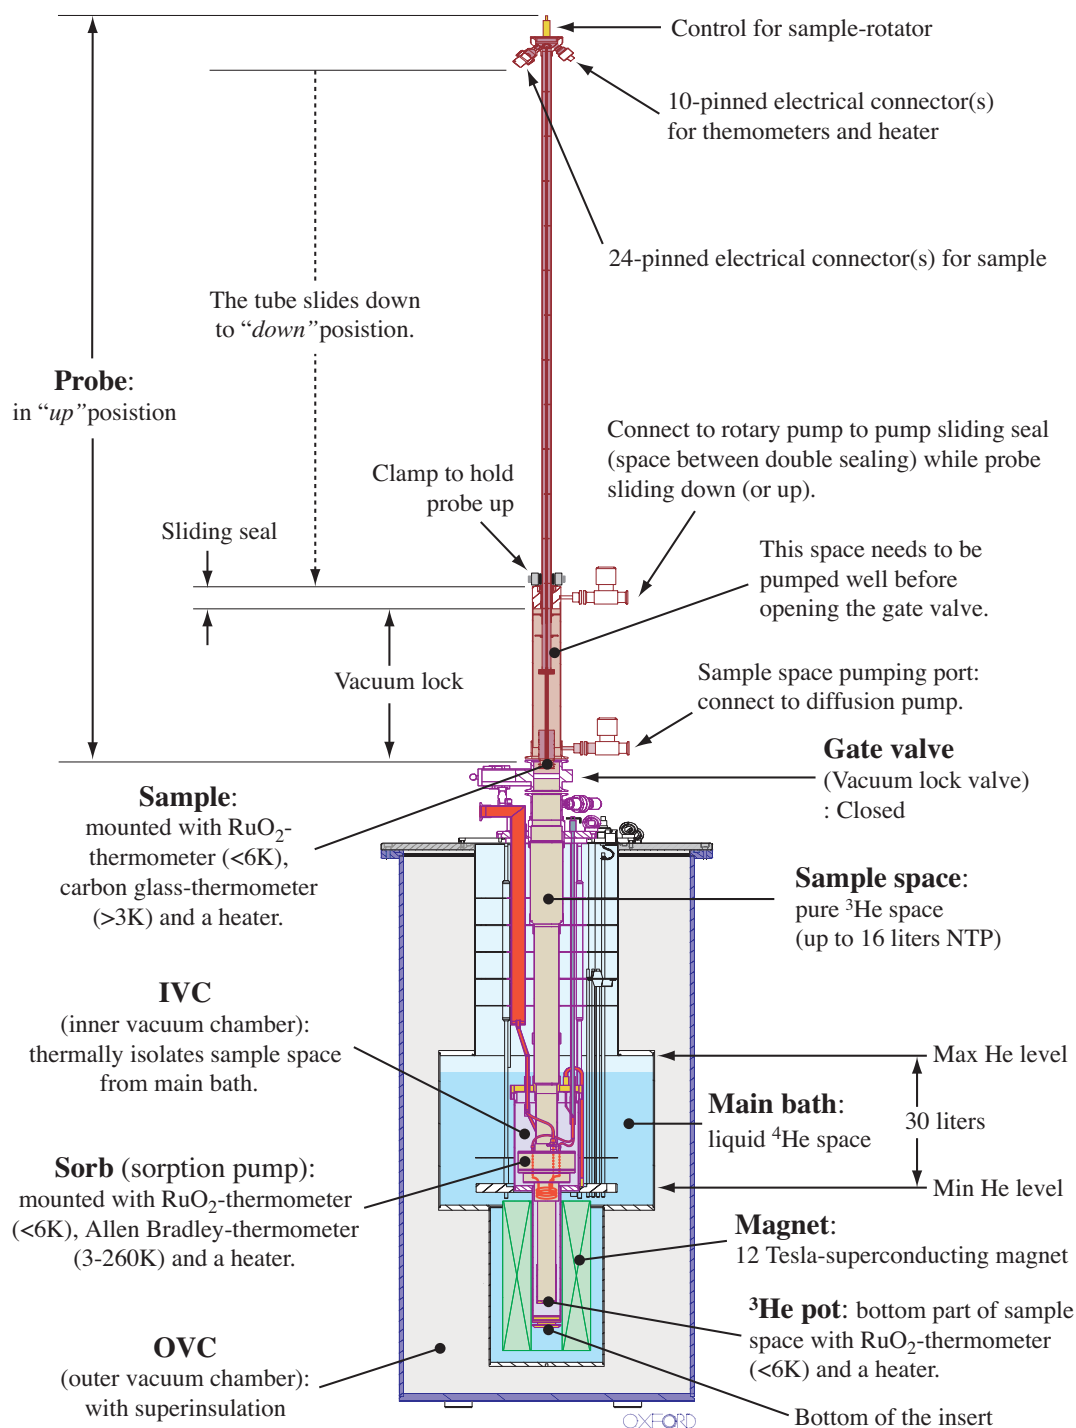 Control for sample-rotator
10-pinned electrical connector(s)
for themometers and heater
24-pinned electrical connector(s) for sample
The tube slides down
to “down”posistion.
Probe:
in “up”posistion
Connect to rotary pump to pump sliding seal
(space between double sealing) while probe
sliding down (or up).
Clamp to hold
probe up
Sliding seal
This space needs to be
pumped well before
opening the gate valve.
Vacuum lock
Sample space pumping port:
connect to diffusion pump.
Gate valve
(Vacuum lock valve)
: Closed
Sample:
mounted with RuO2-
thermometer (<6K),
carbon glass-thermometer
(>3K) and a heater.
Sample space:
pure 3He space
(up to 16 liters NTP)
IVC
(inner vacuum chamber):
thermally isolates sample space
from main bath.
Max He level
Main bath:
liquid 4He space
30 liters
Min He level
Sorb (sorption pump):
mounted with RuO2-thermometer
(<6K), Allen Bradley-thermometer
(3-260K) and a heater.
Magnet:
12 Tesla-superconducting magnet
3He pot: bottom part of sample
space with RuO2-thermometer
(<6K) and a heater.
OVC
(outer vacuum chamber):
with superinsulation
Bottom of the insert
OXFORD